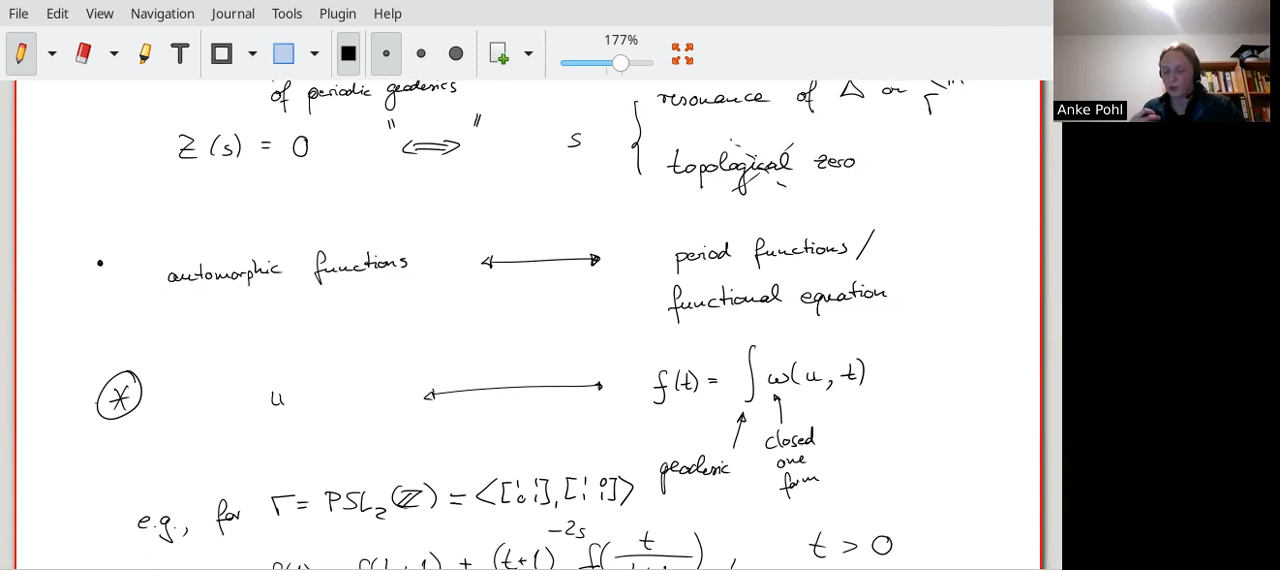 File Edit View Navigation Journal Tools Plugin Help
177%
Anke Pohl
of periodic geodesics
resonance of Δ or
Z(s) = 0 "⟺" s { topological zero
• automorphic functions ⟷ period functions /
functional equation
⊛ u ⟷ f(t) = ∫ ω(u, t)
geodesic
closed
one
form
e.g., for Γ = PSL₂(ℤ) = <[1 1; 0 1], [1 0; 1 1]>
(t+1)^{-2s} f(t
t > 0